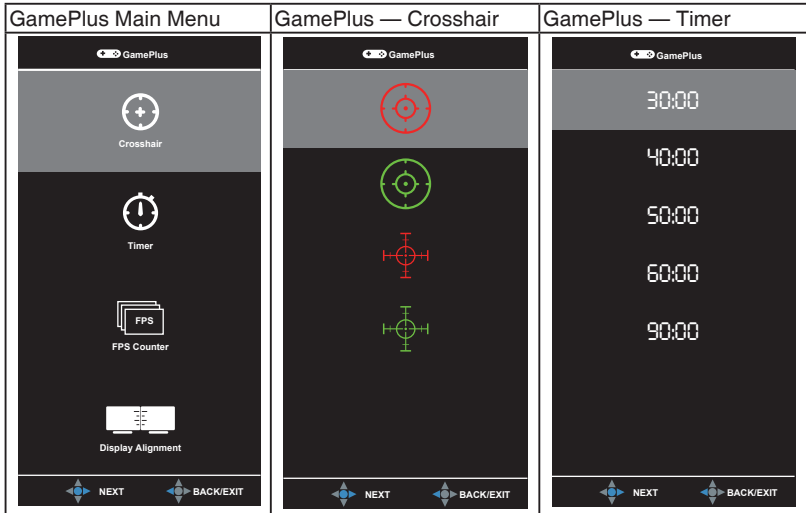 GamePlus Main Menu
GamePlus — Crosshair
GamePlus — Timer
GamePlus
Crosshair
Timer
FPS
FPS Counter
Display Alignment
NEXT BACK/EXIT
GamePlus
NEXT BACK/EXIT
GamePlus
30:00
40:00
50:00
60:00
90:00
NEXT BACK/EXIT